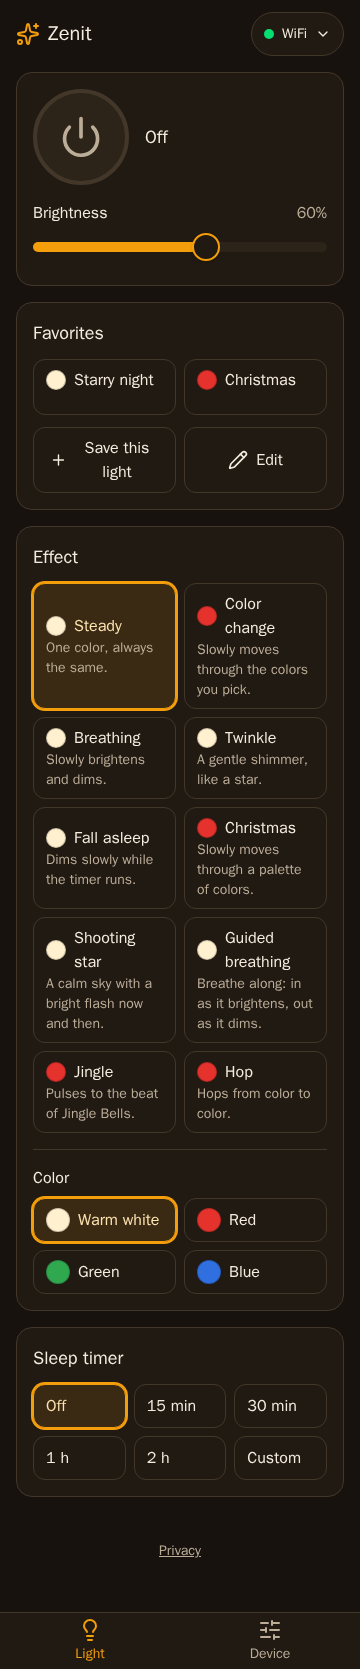 Zenit
WiFi
Off
Brightness
60%
Favorites
Starry night
Christmas
Save this
light
Edit
Effect
Steady
One color, always
the same.
Color
change
Slowly moves
through the colors
you pick.
Breathing
Slowly brightens
and dims.
Twinkle
A gentle shimmer,
like a star.
Fall asleep
Dims slowly while
the timer runs.
Christmas
Slowly moves
through a palette
of colors.
Shooting
star
A calm sky with a
bright flash now
and then.
Guided
breathing
Breathe along: in
as it brightens, out
as it dims.
Jingle
Pulses to the beat
of Jingle Bells.
Hop
Hops from color to
color.
Color
Warm white
Red
Green
Blue
Sleep timer
Off
15 min
30 min
1 h
2 h
Custom
Privacy
Light
Device